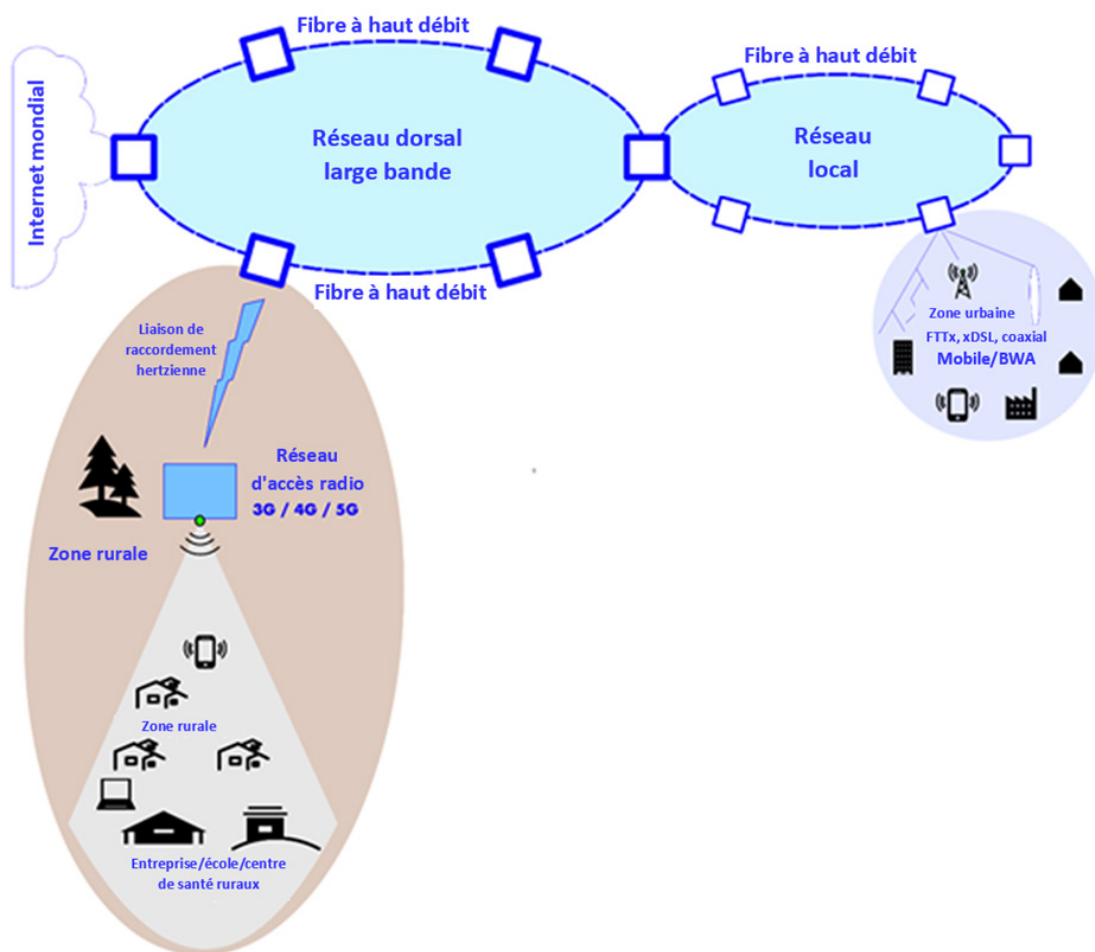 Fibre à haut débit
Fibre à haut débit
Internet mondial
Réseau dorsal
large bande
Réseau
local
Fibre à haut débit
Liaison de
raccordement
hertzienne
Zone urbaine
FTTx, xDSL, coaxial
Mobile/BWA
Réseau
d'accès radio
3G / 4G / 5G
Zone rurale
Zone rurale
Entreprise/école/centre
de santé ruraux